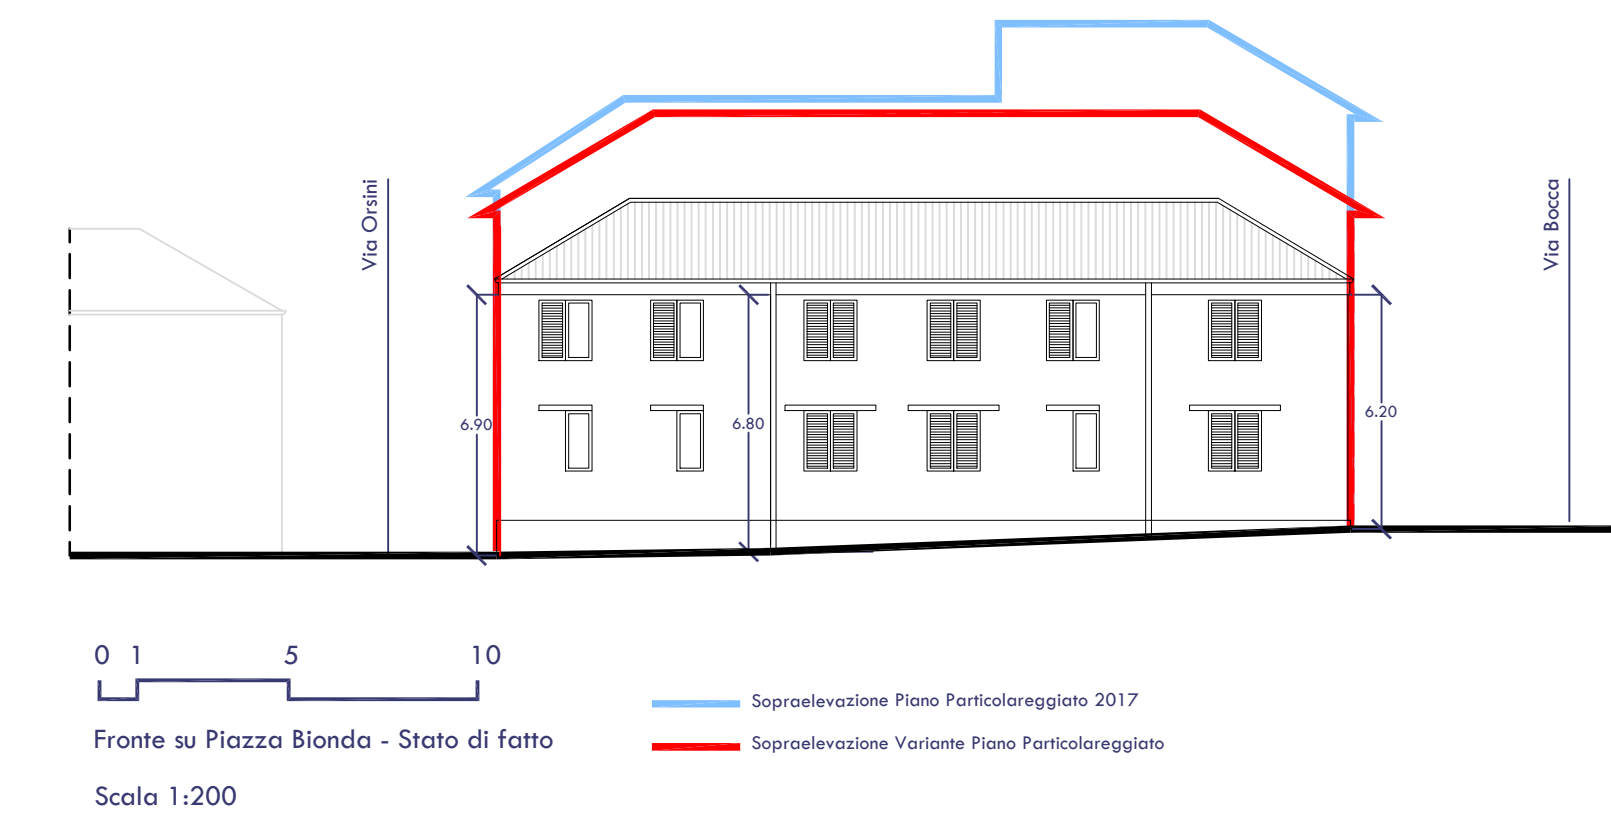 Via Orsini
Via Bocca
6.90
6.80
6.20
0 1 5 10
Sopraelevazione Piano Particolareggiato 2017
Fronte su Piazza Bionda - Stato di fatto
Sopraelevazione Variante Piano Particolareggiato
Scala 1:200